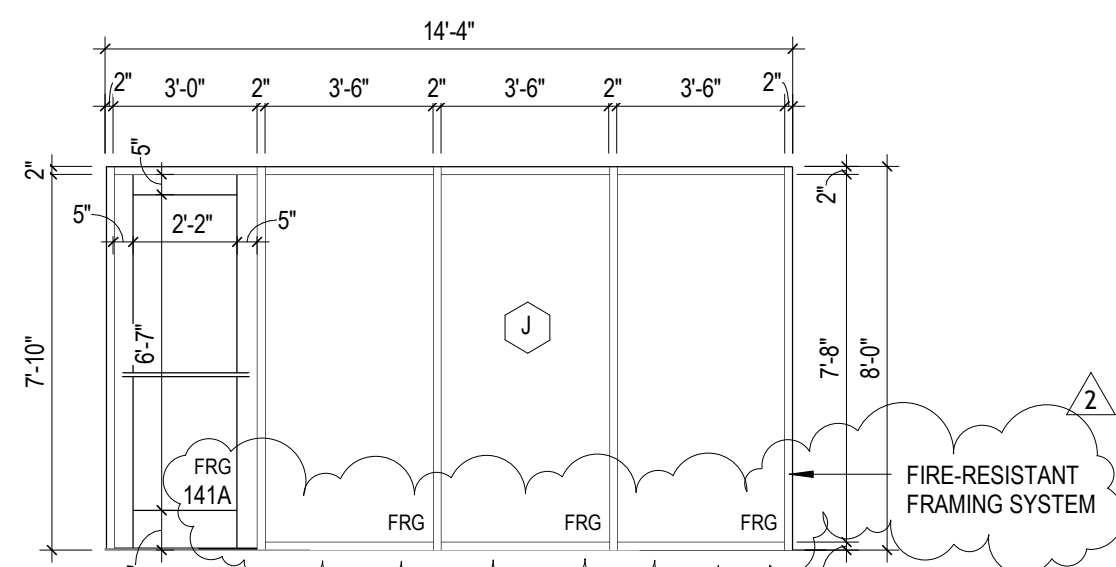 14'-4"
2" 3'-0" 2" 3'-6" 2" 3'-6" 2" 3'-6" 2"
2"
5"
2"
5" 2'-2" 5"
J
7'-10"
6'-7"
7'-8"
8'-0"
2
FRG
141A
FRG FRG FRG
FIRE-RESISTANT
FRAMING SYSTEM